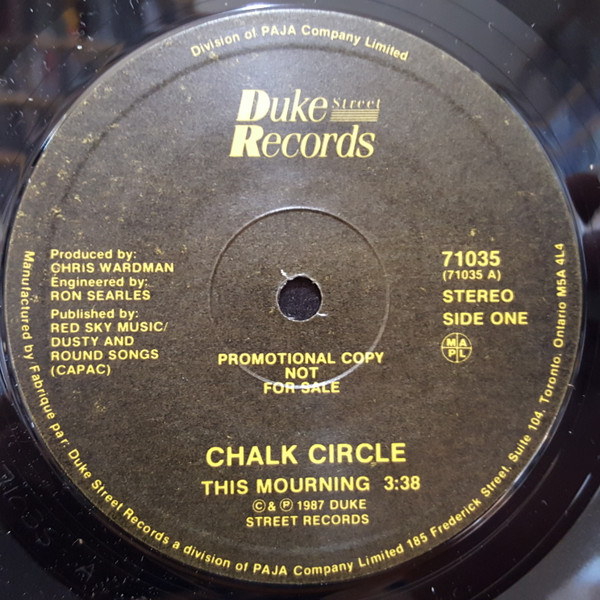 Division of PAJA Company Limited
Duke Street
Records
Produced by:
CHRIS WARDMAN
Engineered by:
RON SEARLES
Published by:
RED SKY MUSIC/
DUSTY AND
ROUND SONGS
(CAPAC)
71035
(71035 A)
STEREO
SIDE ONE
M A
P L
PROMOTIONAL COPY
NOT
FOR SALE
CHALK CIRCLE
THIS MOURNING 3:38
© & ℗ 1987 DUKE
STREET RECORDS
Manufactured by/Fabrique par: Duke Street Records a division of PAJA Company Limited 185 Frederick Street, Suite 104, Toronto, Ontario M5A 4L4